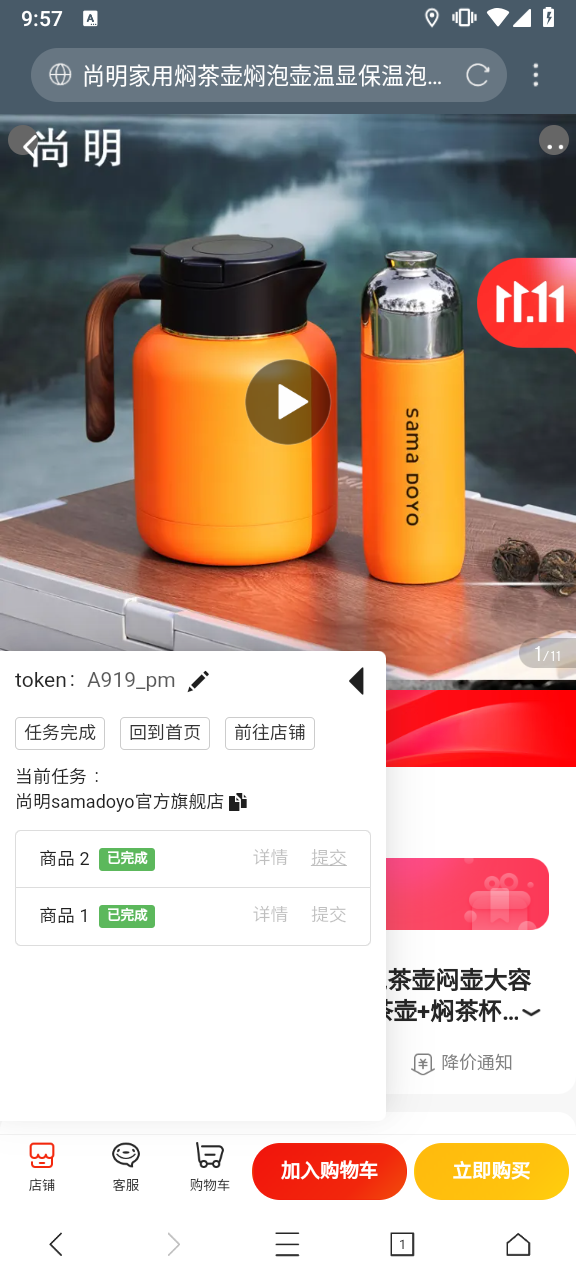 9:57
A
尚明家用焖茶壶焖泡壶温显保温泡...
尚明
11.11
sama DOYO
1/11
token： A919_pm
任务完成 回到首页 前往店铺
当前任务：
尚明samadoyo官方旗舰店
商品 2 已完成 详情 提交
商品 1 已完成 详情 提交
茶壶闷壶大容
茶壶+焖茶杯...
降价通知
店铺 客服 购物车 加入购物车 立即购买
1